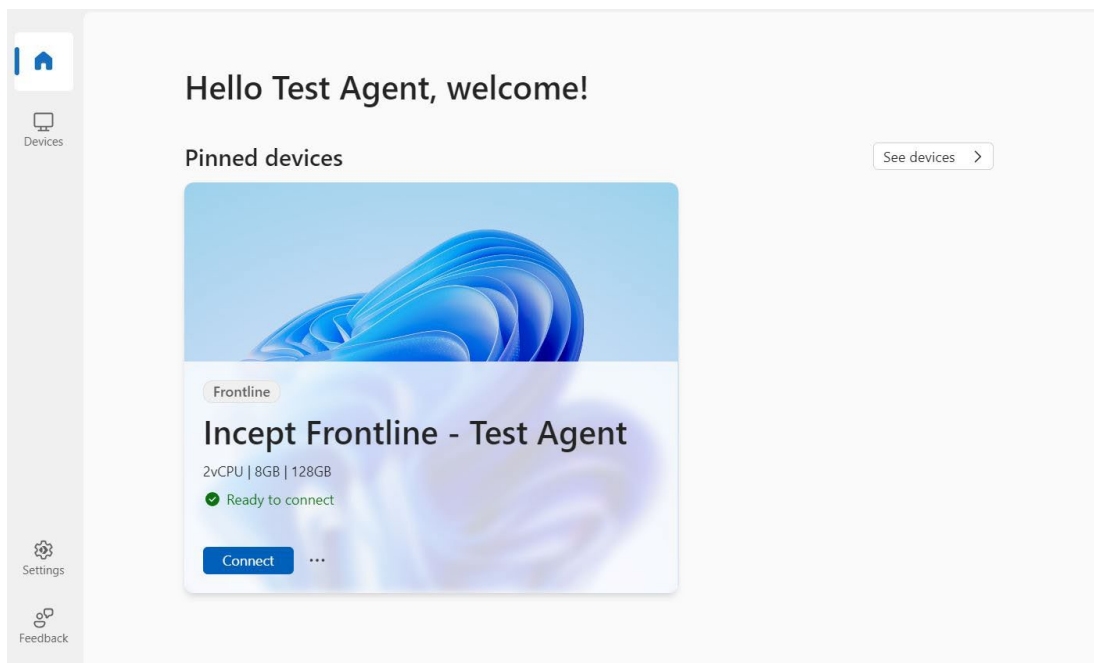 Hello Test Agent, welcome!
Devices
Pinned devices
See devices
Frontline
Incept Frontline - Test Agent
2vCPU | 8GB | 128GB
Ready to connect
Connect
Settings
Feedback